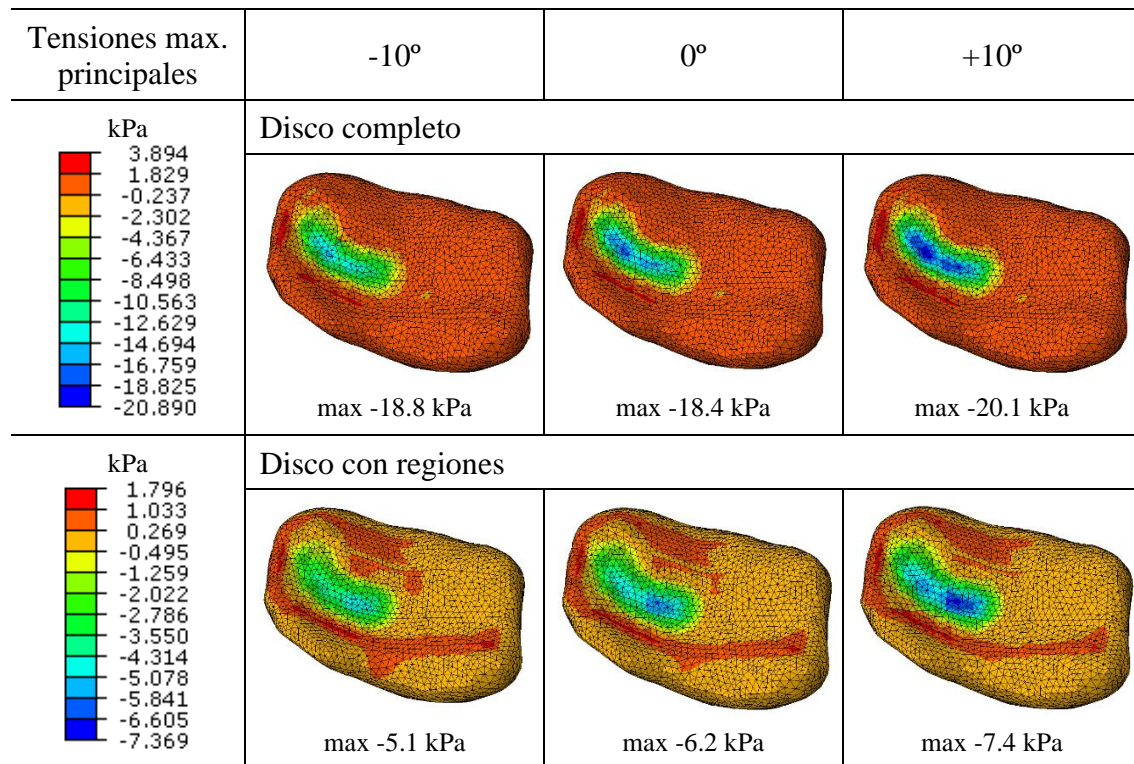 Tensiones max.
principales
-10º
0º
+10º
kPa
3.894
1.829
-0.237
-2.302
-4.367
-6.433
-8.498
-10.563
-12.629
-14.694
-16.759
-18.825
-20.890
Disco completo
max -18.8 kPa
max -18.4 kPa
max -20.1 kPa
kPa
1.796
1.033
0.269
-0.495
-1.259
-2.022
-2.786
-3.550
-4.314
-5.078
-5.841
-6.605
-7.369
Disco con regiones
max -5.1 kPa
max -6.2 kPa
max -7.4 kPa